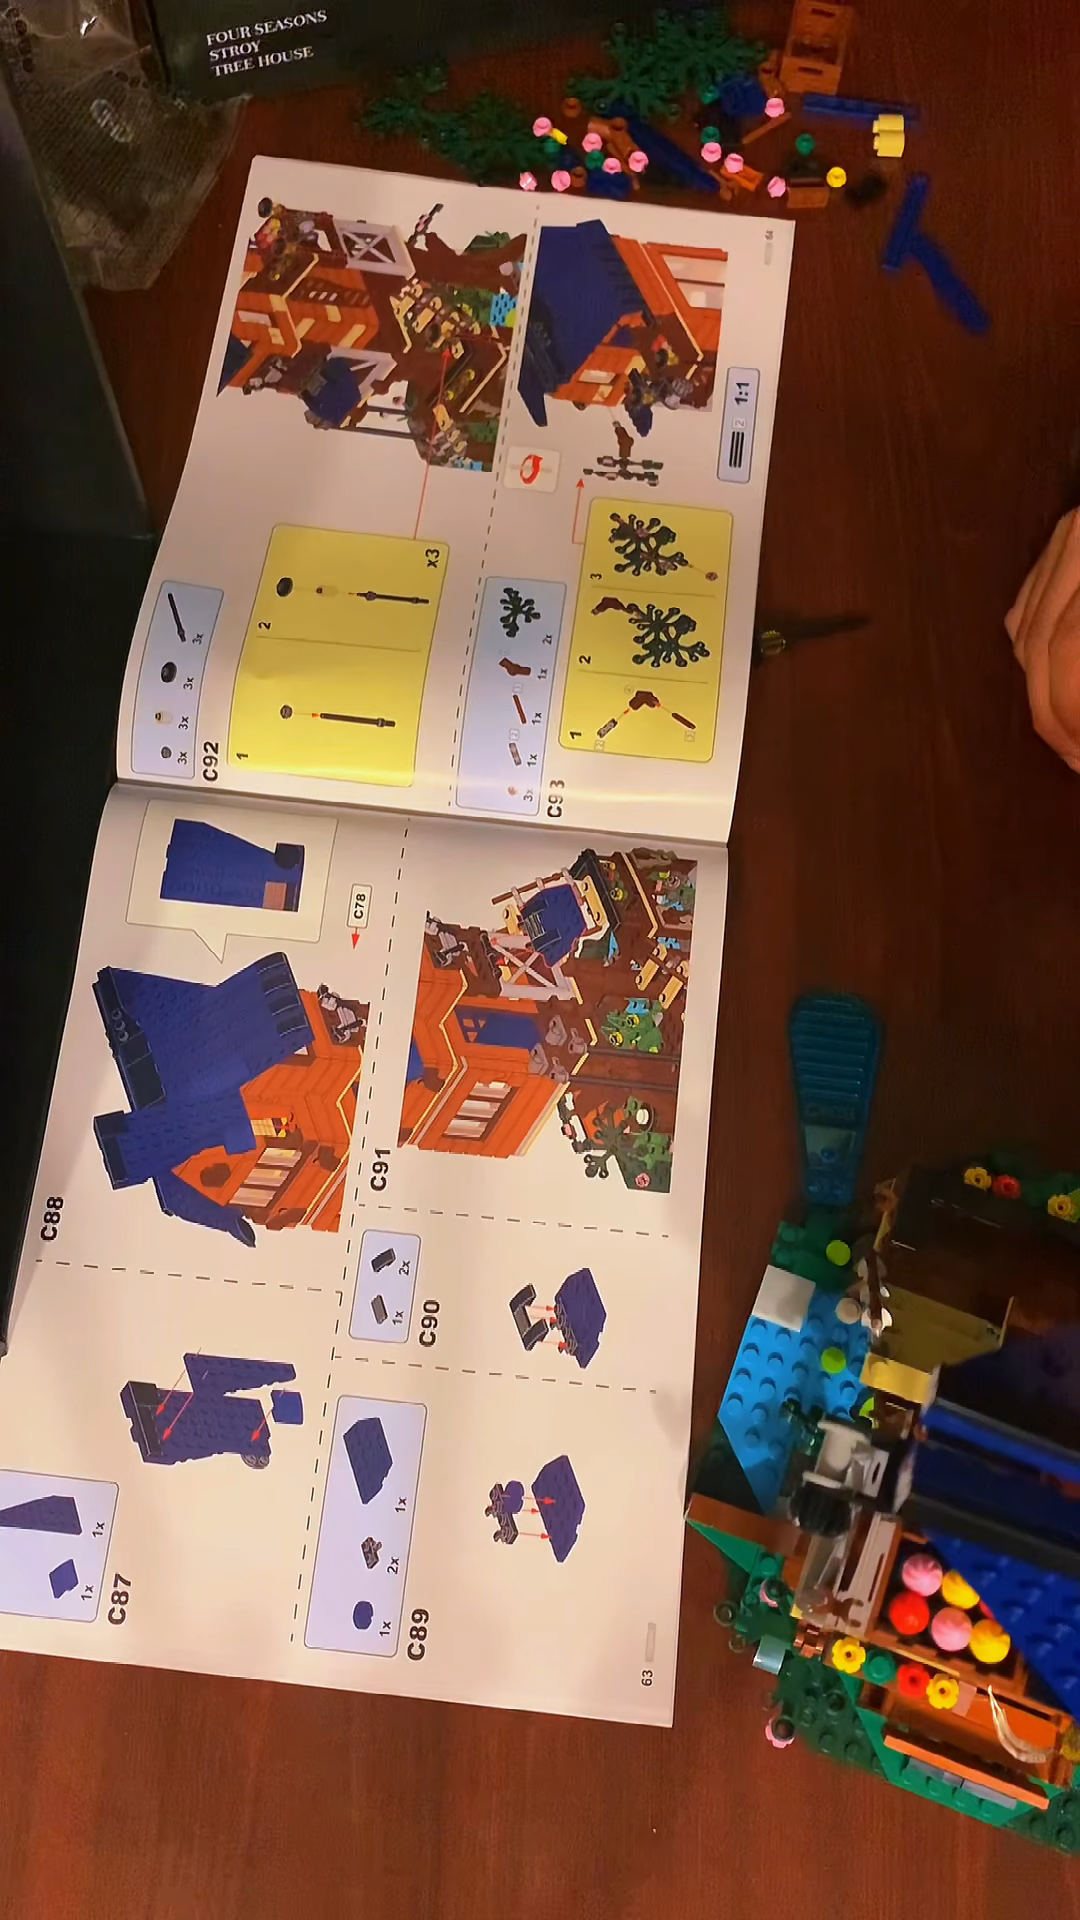 FOUR SEASONS
STROY
TREE HOUSE
C87
1x
1x
C88
C78
C89
1x
2x
1x
C90
1x
2x
C91
63
C92
3x
3x
3x
3x
1
2
x3
C93
3x
1x
1x
1x
2x
1
2
3
2
1:1
64